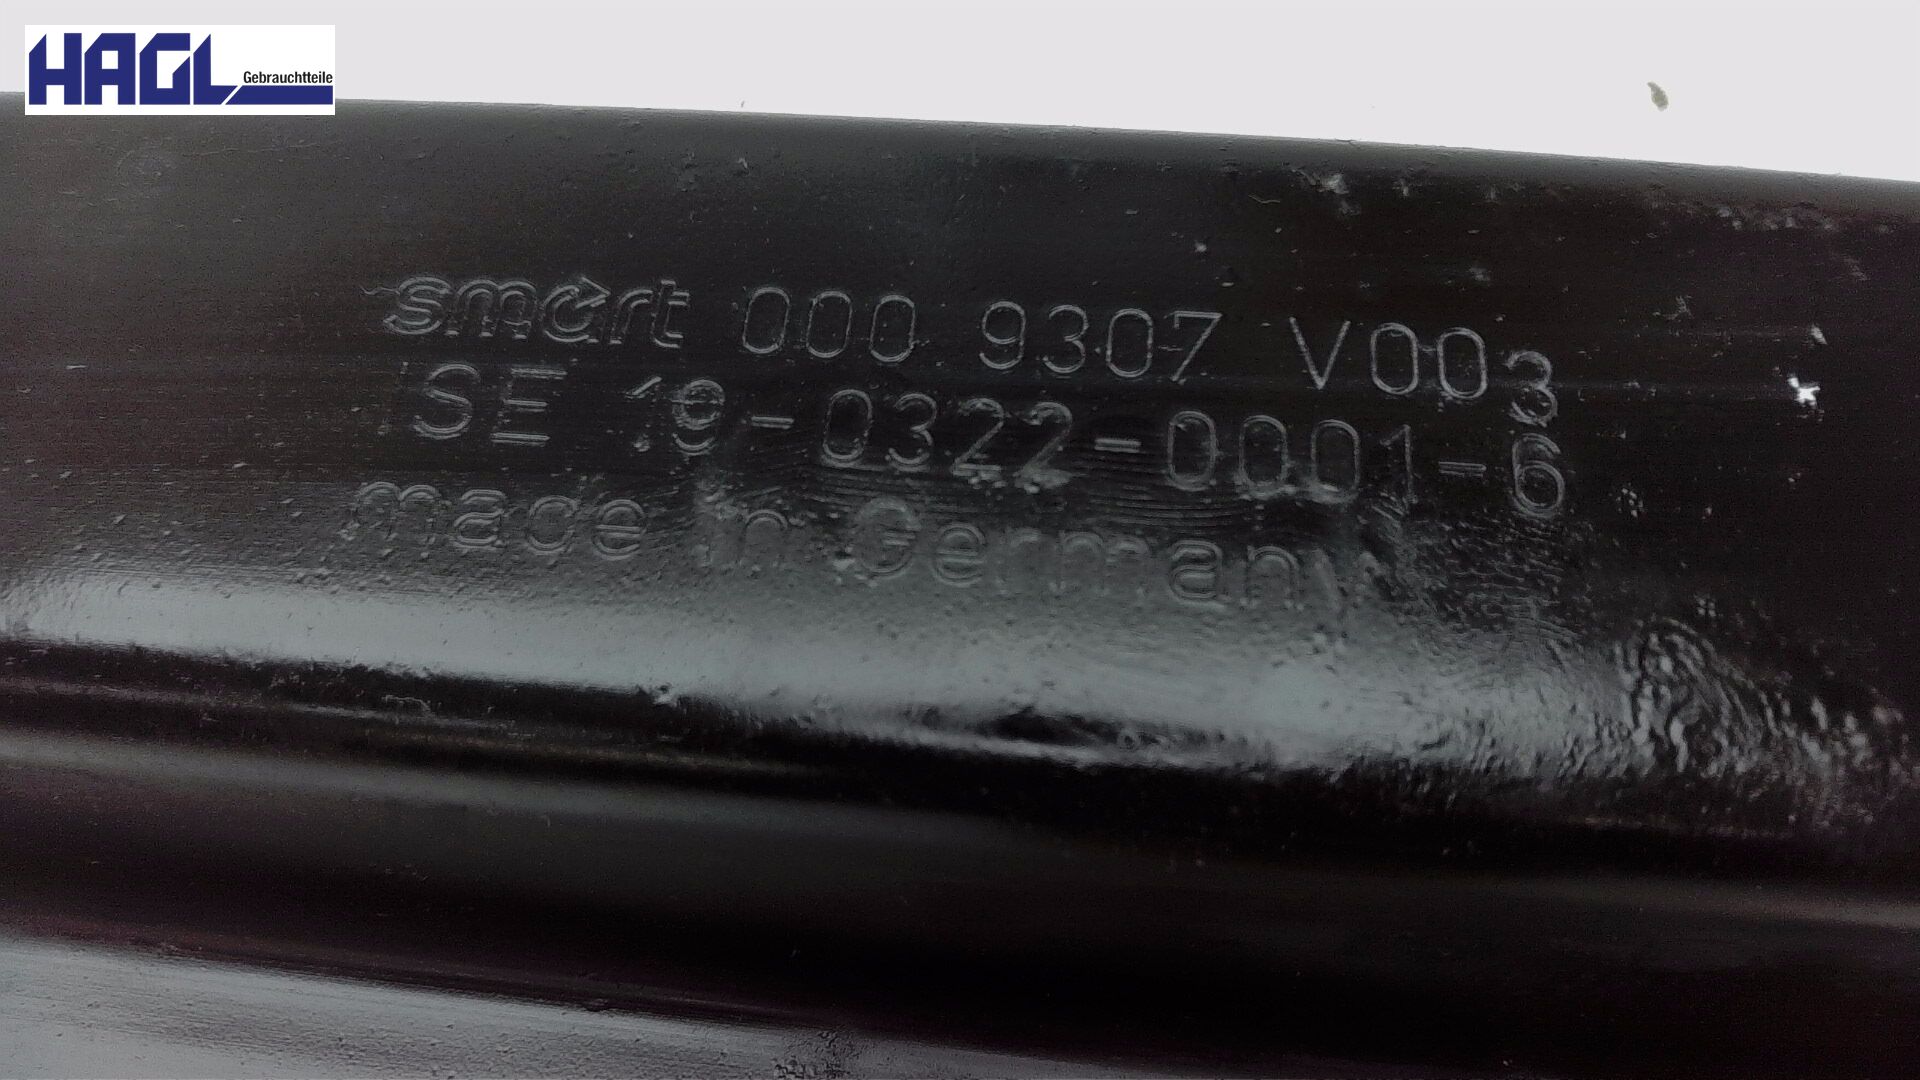 HAGL
Gebrauchtteile
smart 000 9307 V003
SE 19-0322-0001-6
made in Germany